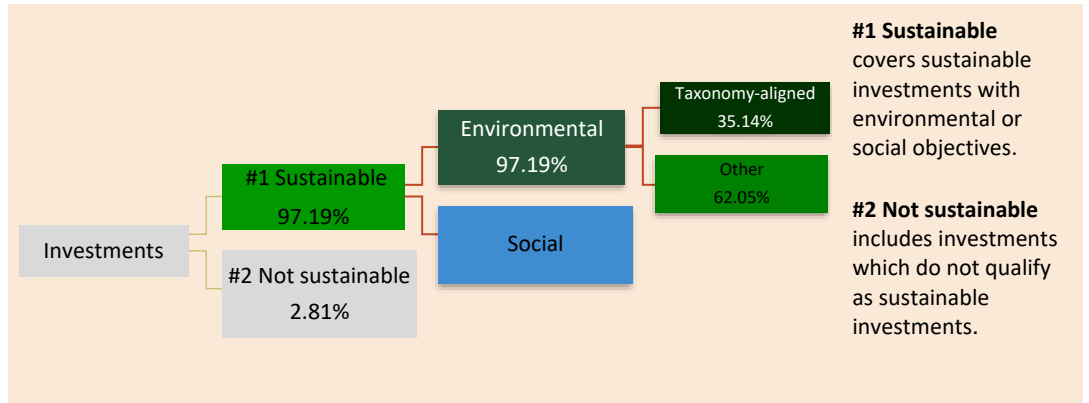 Investments
#1 Sustainable
97.19%
#2 Not sustainable
2.81%
Environmental
97.19%
Social
Taxonomy-aligned
35.14%
Other
62.05%
#1 Sustainable
covers sustainable
investments with
environmental or
social objectives.
#2 Not sustainable
includes investments
which do not qualify
as sustainable
investments.